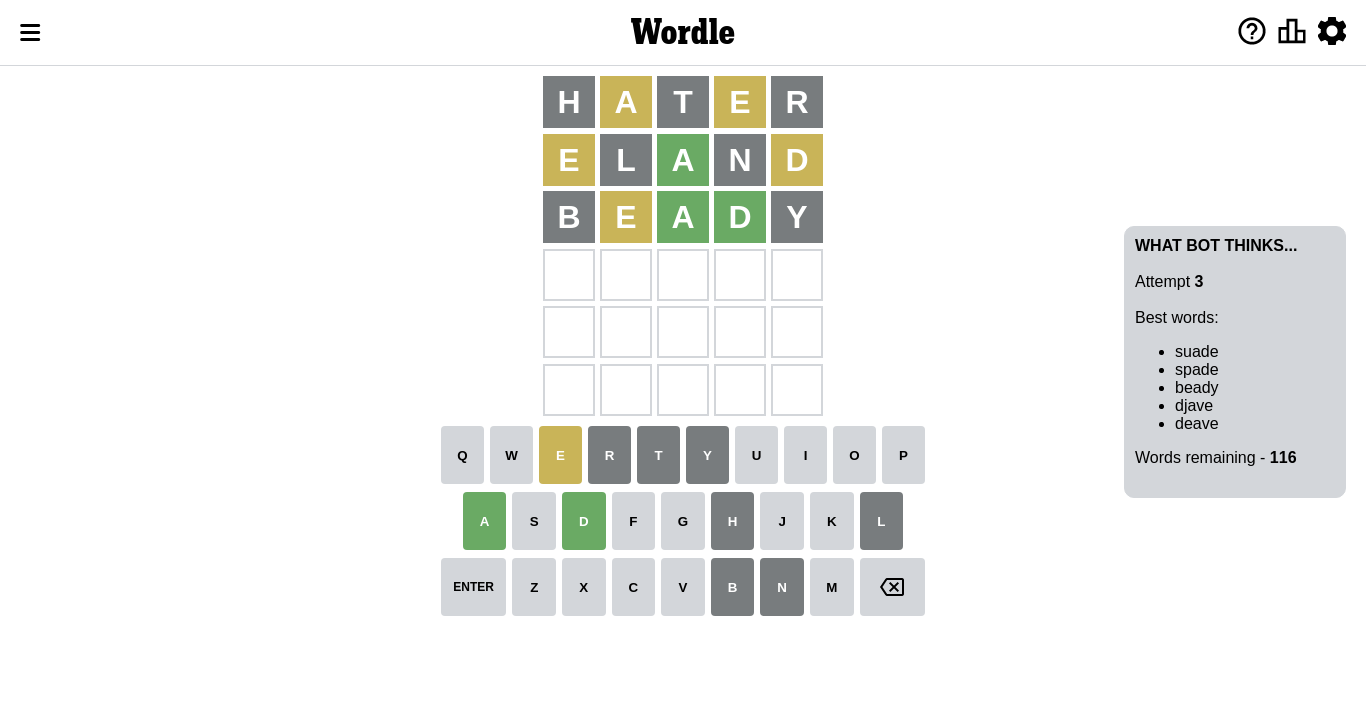 Wordle
H A T E R
E L A N D
B E A D Y
Q W E R T Y U I O P
A S D F G H J K L
ENTER Z X C V B N M
WHAT BOT THINKS...
Attempt 3
Best words:
suade
spade
beady
djave
deave
Words remaining - 116